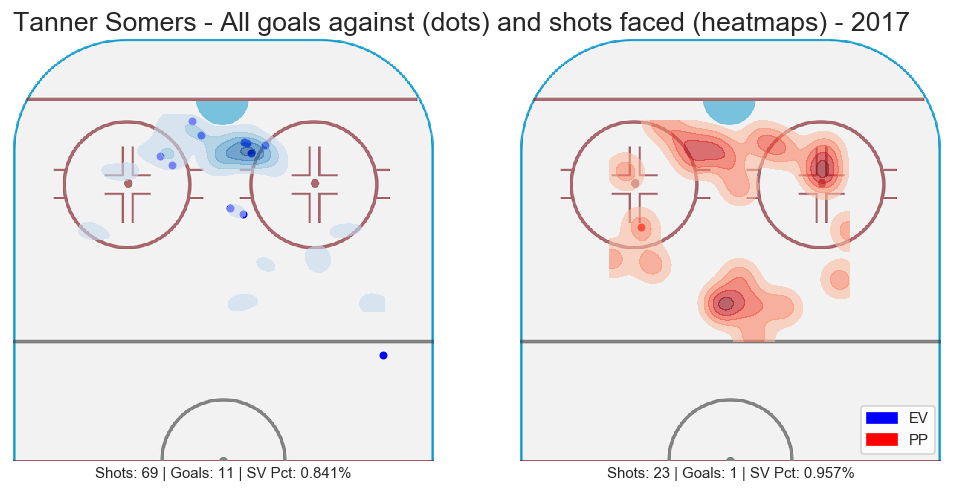 Tanner Somers - All goals against (dots) and shots faced (heatmaps) - 2017
EV
PP
Shots: 69 | Goals: 11 | SV Pct: 0.841%
Shots: 23 | Goals: 1 | SV Pct: 0.957%